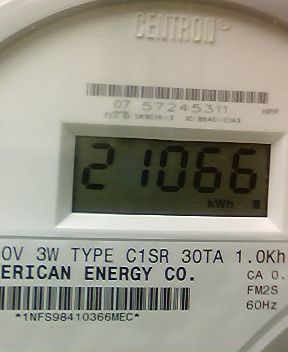 CENTRON®
07 57245311 HPP
21066
kWh
0V 3W TYPE C1SR 30TA 1.0Kh
ERICAN ENERGY CO. CA 0.
FM2S
60Hz
*1NFS98410366MEC*